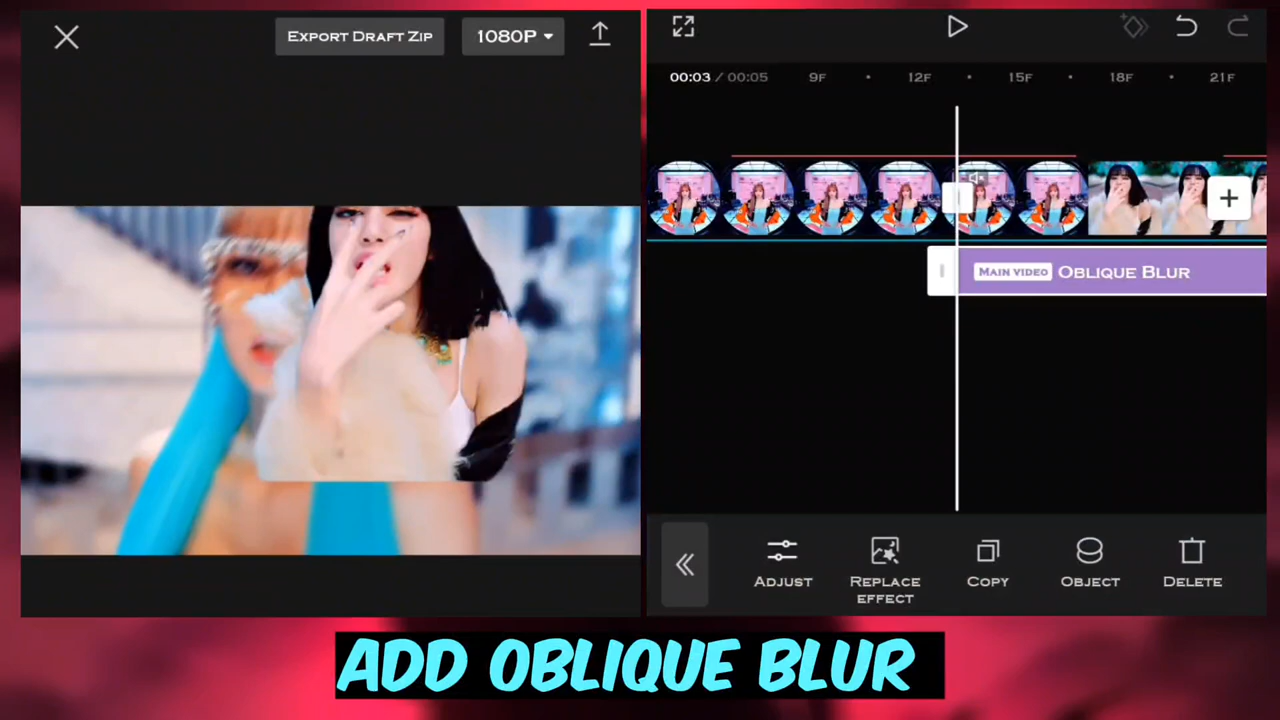 Export Draft Zip 1080P
00:03 / 00:05 9F 12F 15F 18F 21F
Main video Oblique Blur
Adjust Replace effect Copy Object Delete
ADD OBLIQUE BLUR